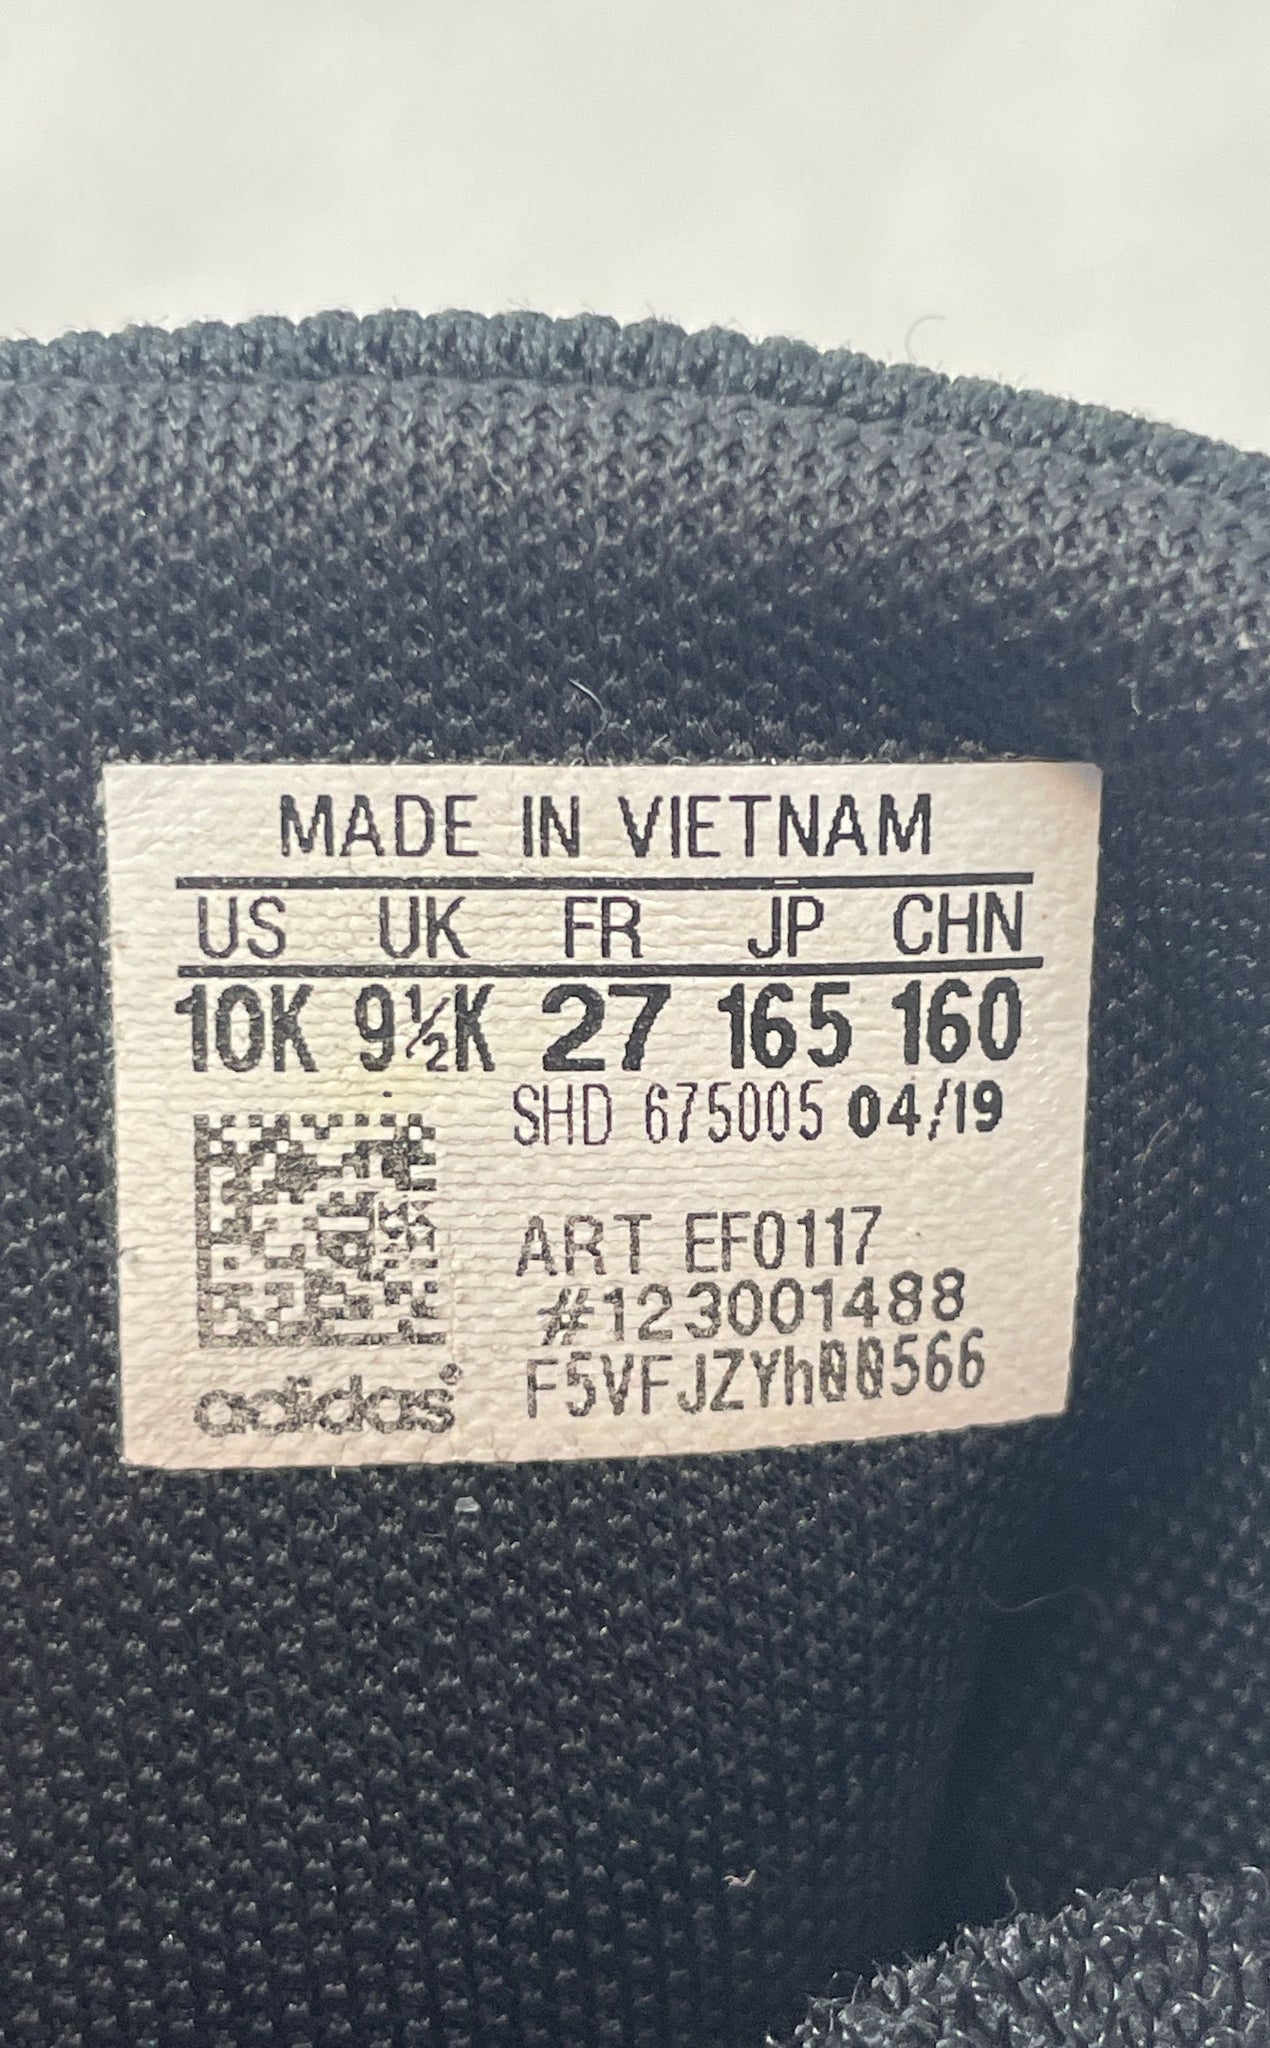 MADE IN VIETNAM
US UK FR JP CHN
10K 9½K 27 165 160
SHD 675005 04/19
ART EF0117
#123001488
F5VFJZYh00566
adidas®